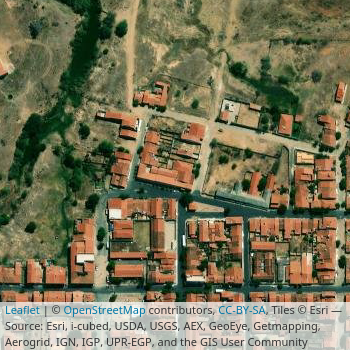 Leaflet | © OpenStreetMap contributors, CC-BY-SA, Tiles © Esri —
Source: Esri, i-cubed, USDA, USGS, AEX, GeoEye, Getmapping,
Aerogrid, IGN, IGP, UPR-EGP, and the GIS User Community